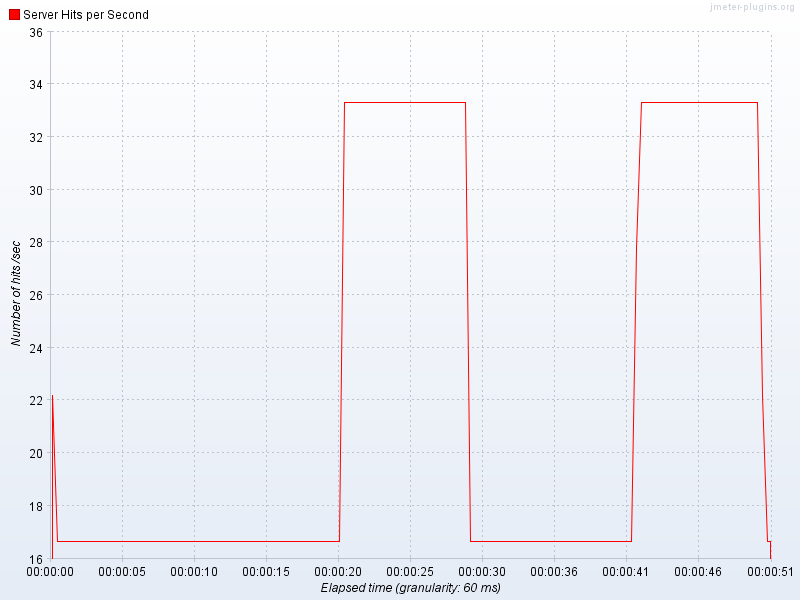 jmeter-plugins.org
Server Hits per Second
36
34
32
30
28
26
24
22
20
18
16
Number of hits /sec
00:00:00 00:00:05 00:00:10 00:00:15 00:00:20 00:00:25 00:00:30 00:00:36 00:00:41 00:00:46 00:00:51
Elapsed time (granularity: 60 ms)